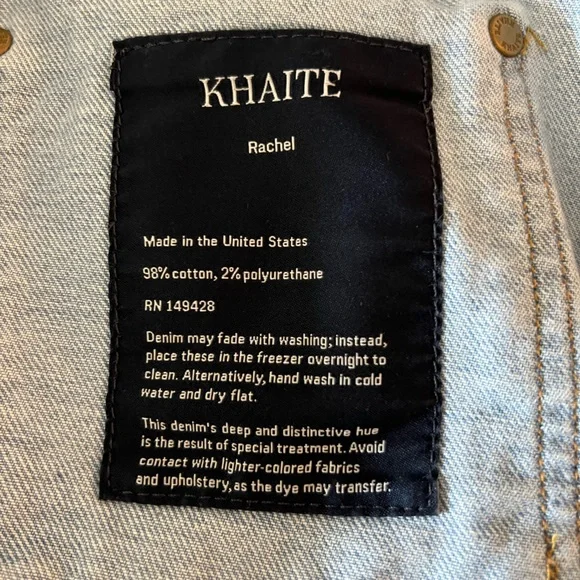 KHAITE
Rachel
Made in the United States
98% cotton, 2% polyurethane
RN 149428
Denim may fade with washing; instead,
place these in the freezer overnight to
clean. Alternatively, hand wash in cold
water and dry flat.
This denim's deep and distinctive hue
is the result of special treatment. Avoid
contact with lighter-colored fabrics
and upholstery, as the dye may transfer.